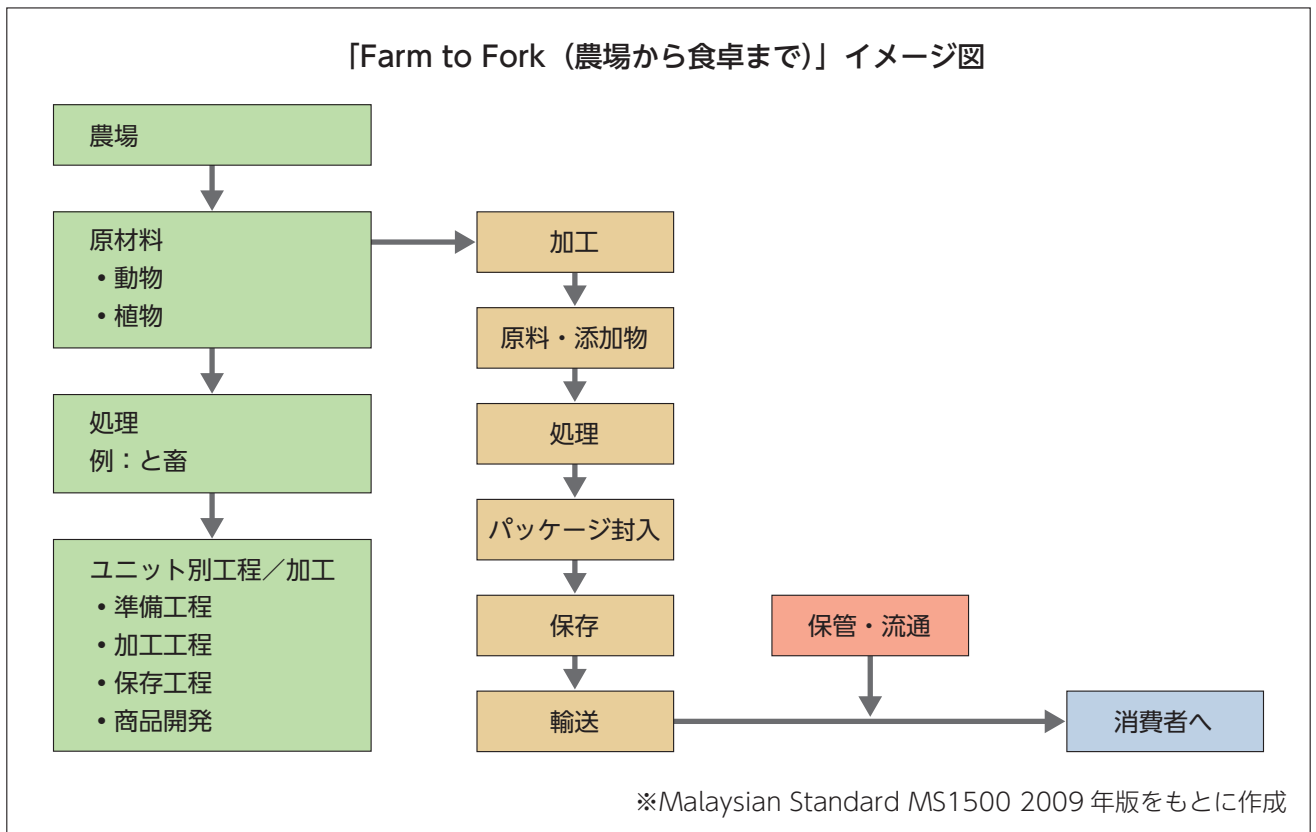 「Farm to Fork（農場から食卓まで）」イメージ図
農場
原材料
・動物
・植物
処理
例：と畜
ユニット別工程／加工
・準備工程
・加工工程
・保存工程
・商品開発
加工
原料・添加物
処理
パッケージ封入
保存
輸送
保管・流通
消費者へ
※Malaysian Standard MS1500 2009 年版をもとに作成